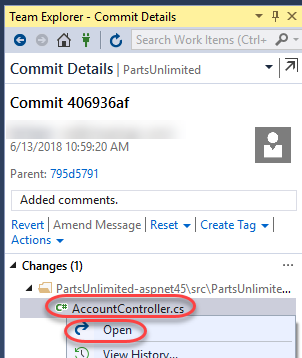 Team Explorer - Commit Details
Search Work Items (Ctrl+
Commit Details | PartsUnlimited
Commit 406936af
6/13/2018 10:59:20 AM
Parent: 795d5791
Added comments.
Revert | Amend Message | Reset | Create Tag |
Actions
Changes (1)
PartsUnlimited-aspnet45\src\PartsUnlimite...
C# AccountController.cs
Open
View History...